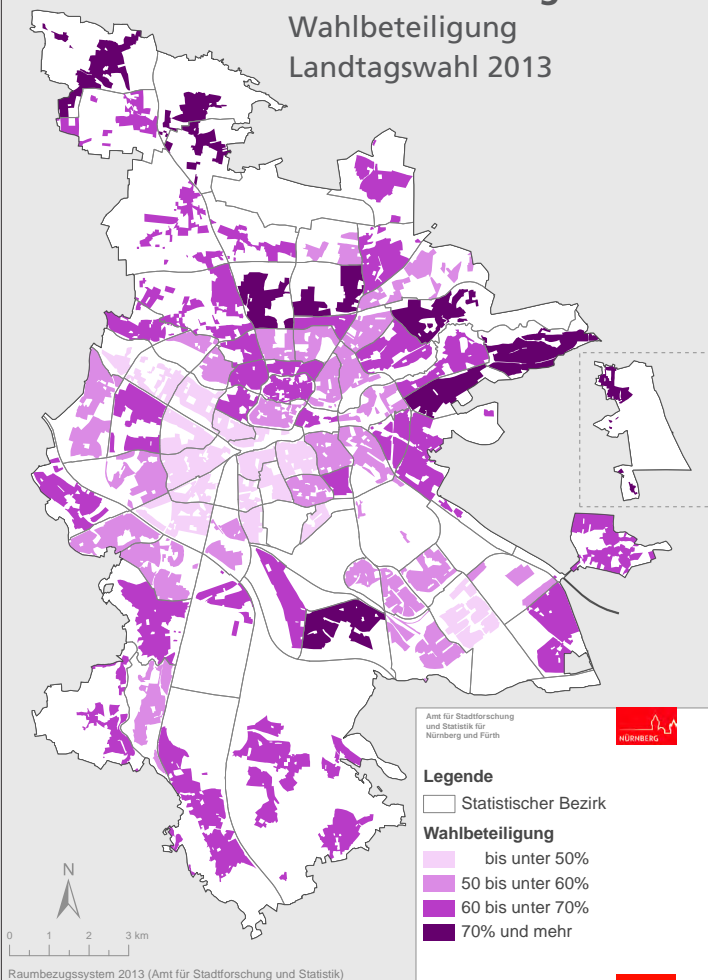 Wahlbeteiligung
Landtagswahl 2013
Amt für Stadtforschung
und Statistik für
Nürnberg und Fürth
NÜRNBERG
Legende
Statistischer Bezirk
Wahlbeteiligung
bis unter 50%
50 bis unter 60%
60 bis unter 70%
70% und mehr
N
0 1 2 3 km
Raumbezugssystem 2013 (Amt für Stadtforschung und Statistik)